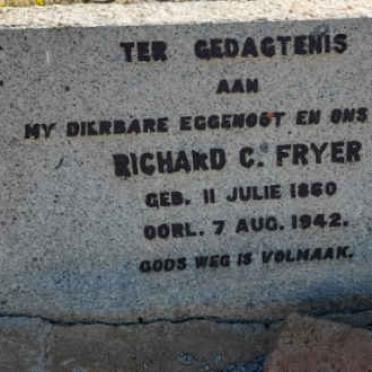 TER GEDAGTENIS
AAN
MY DIERBARE EGGENOOT EN ONS
RICHARD C. FRYER
GEB. 11 JULIE 1860
OORL. 7 AUG. 1942.
GODS WEG IS VOLMAAK.